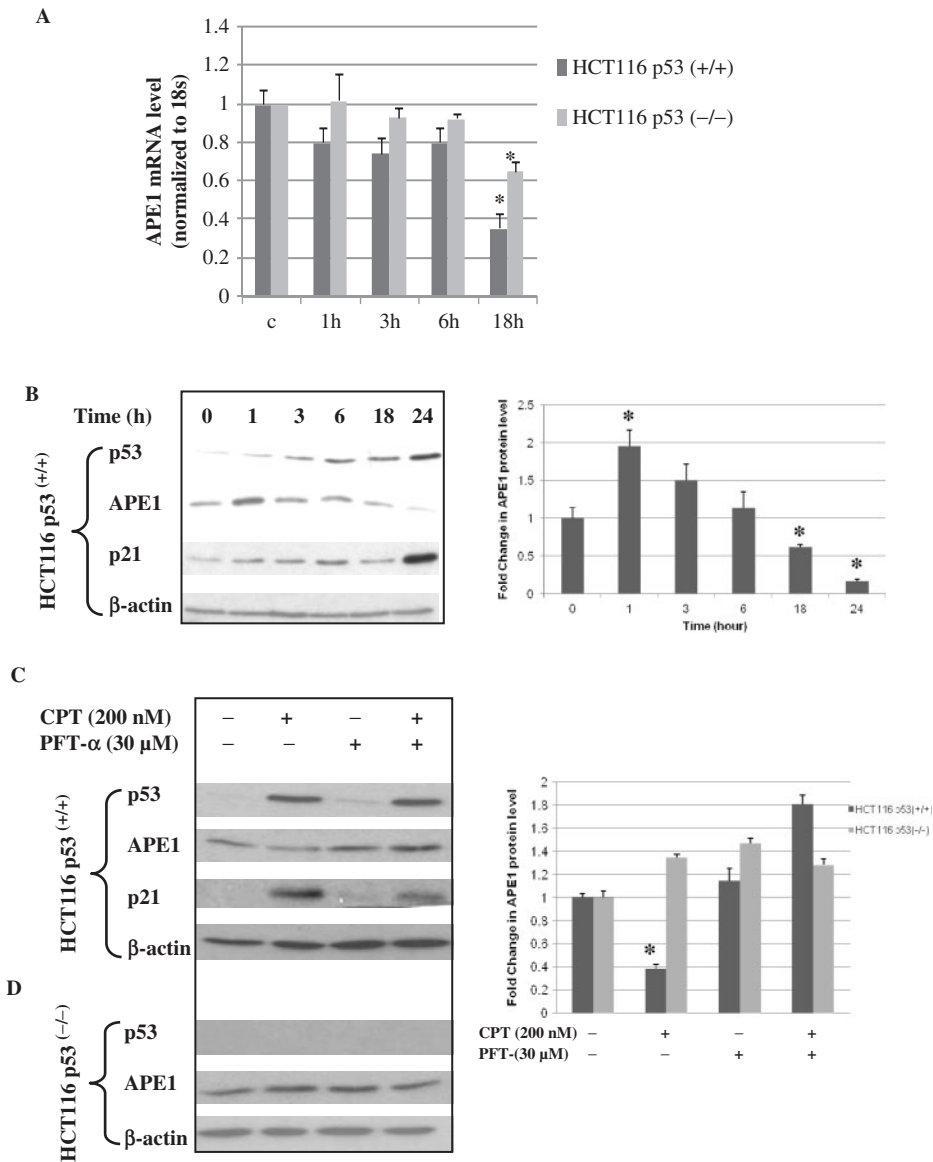 A
1.4
1.2
1
0.8
0.6
0.4
0.2
0
APE1 mRNA level
(normalized to 18s)
HCT116 p53 (+/+)
HCT116 p53 (−/−)
*
*
c 1h 3h 6h 18h
B
Time (h) 0 1 3 6 18 24
HCT116 p53 (+/+)
p53
APE1
p21
β-actin
Fold Change in APE1 protein level
2.5
2
1.5
1
0.5
0
* * *
0 1 3 6 18 24
Time (hour)
C
CPT (200 nM) − + − +
PFT-α (30 μM) − − + +
HCT116 p53 (+/+)
p53
APE1
p21
β-actin
D
HCT116 p53 (−/−)
p53
APE1
β-actin
Fold Change in APE1 protein level
2
1.8
1.6
1.4
1.2
1
0.8
0.6
0.4
0.2
0
*
HCT116 p53(+/+)
HCT116 p53(−/−)
CPT (200 nM) − + − +
PFT-(30 μM) − − + +